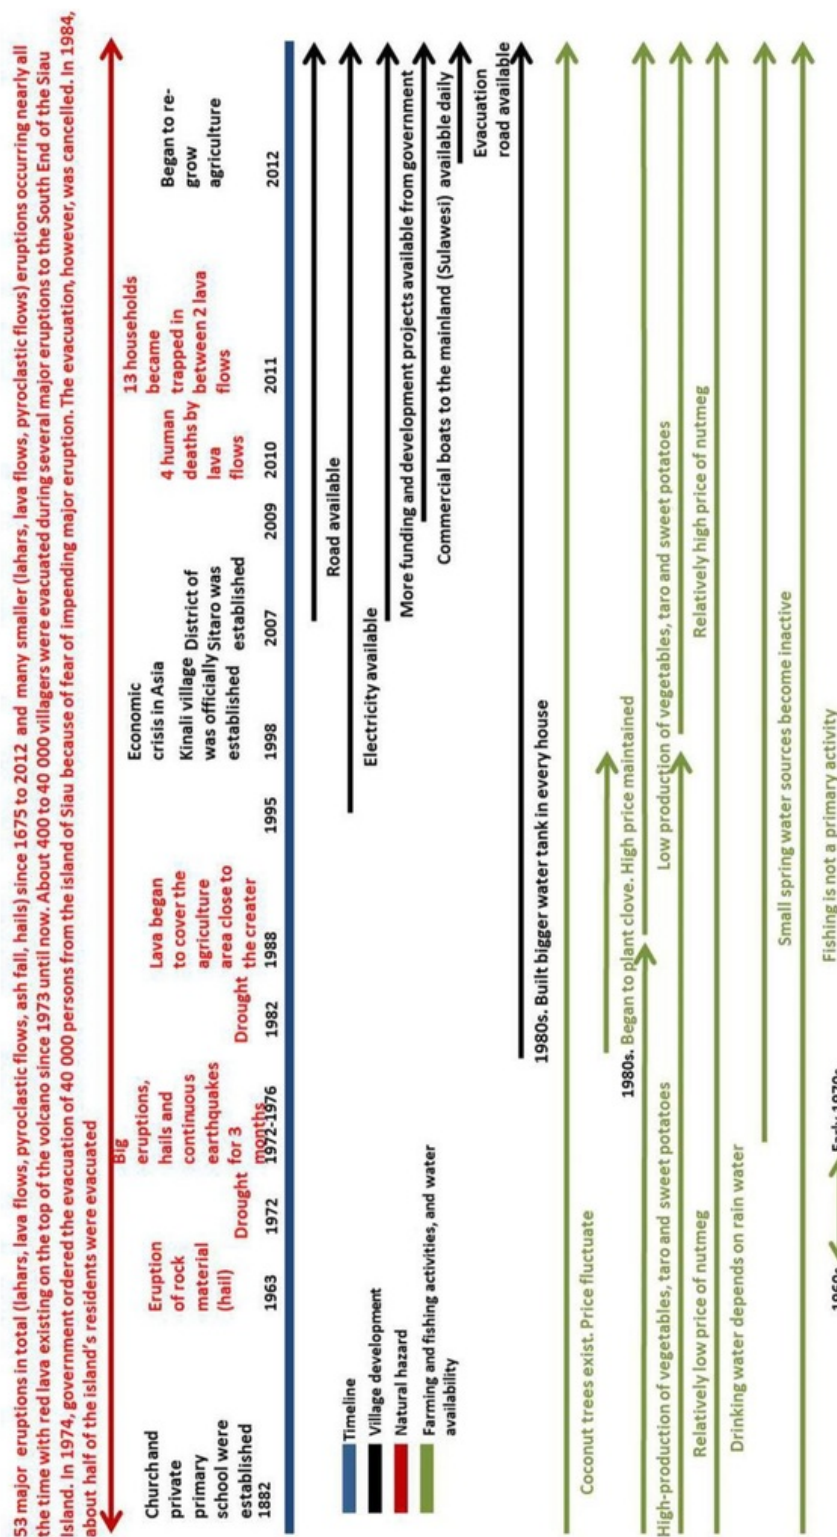 53 major eruptions in total (lahars, lava flows, pyroclastic flows, ash fall, hails) since 1675 to 2012 and many smaller (lahars, lava flows, pyroclastic flows) eruptions occurring nearly all
the time with red lava existing on the top of the volcano since 1973 until now. About 400 to 40 000 villagers were evacuated during several major eruptions to the South End of the Siau
Island. In 1974, government ordered the evacuation of 40 000 persons from the island of Siau because of fear of impending major eruption. The evacuation, however, was cancelled. In 1984,
about half of the island's residents were evacuated
Church and
private
primary
school were
established
1882
Eruption
of rock
material
(hail)
1963
Drought
1972
Big
eruptions,
hails and
continuous
earthquakes
for 3
months
1972-1976
Drought
1982
Lava began
to cover the
agriculture
area close to
the creater
1988
1995
Economic
crisis in Asia
Kinali village
was officially
established
1998
District of
Sitaro was
established
2007
2009
4 human
deaths by
lava
flows
2010
13 households
became
trapped in
between 2 lava
flows
2011
Began to re-
grow
agriculture
2012
Timeline
Village development
Natural hazard
Farming and fishing activities, and water
availability
Road available
Electricity available
More funding and development projects available from government
Commercial boats to the mainland (Sulawesi) available daily
Evacuation
road available
1980s. Built bigger water tank in every house
Coconut trees exist. Price fluctuate
1980s. Began to plant clove. High price maintained
High-production of vegetables, taro and sweet potatoes
Low production of vegetables, taro and sweet potatoes
Relatively low price of nutmeg
Relatively high price of nutmeg
Drinking water depends on rain water
Small spring water sources become inactive
Fishing is not a primary activity
1960s
Early 1970s